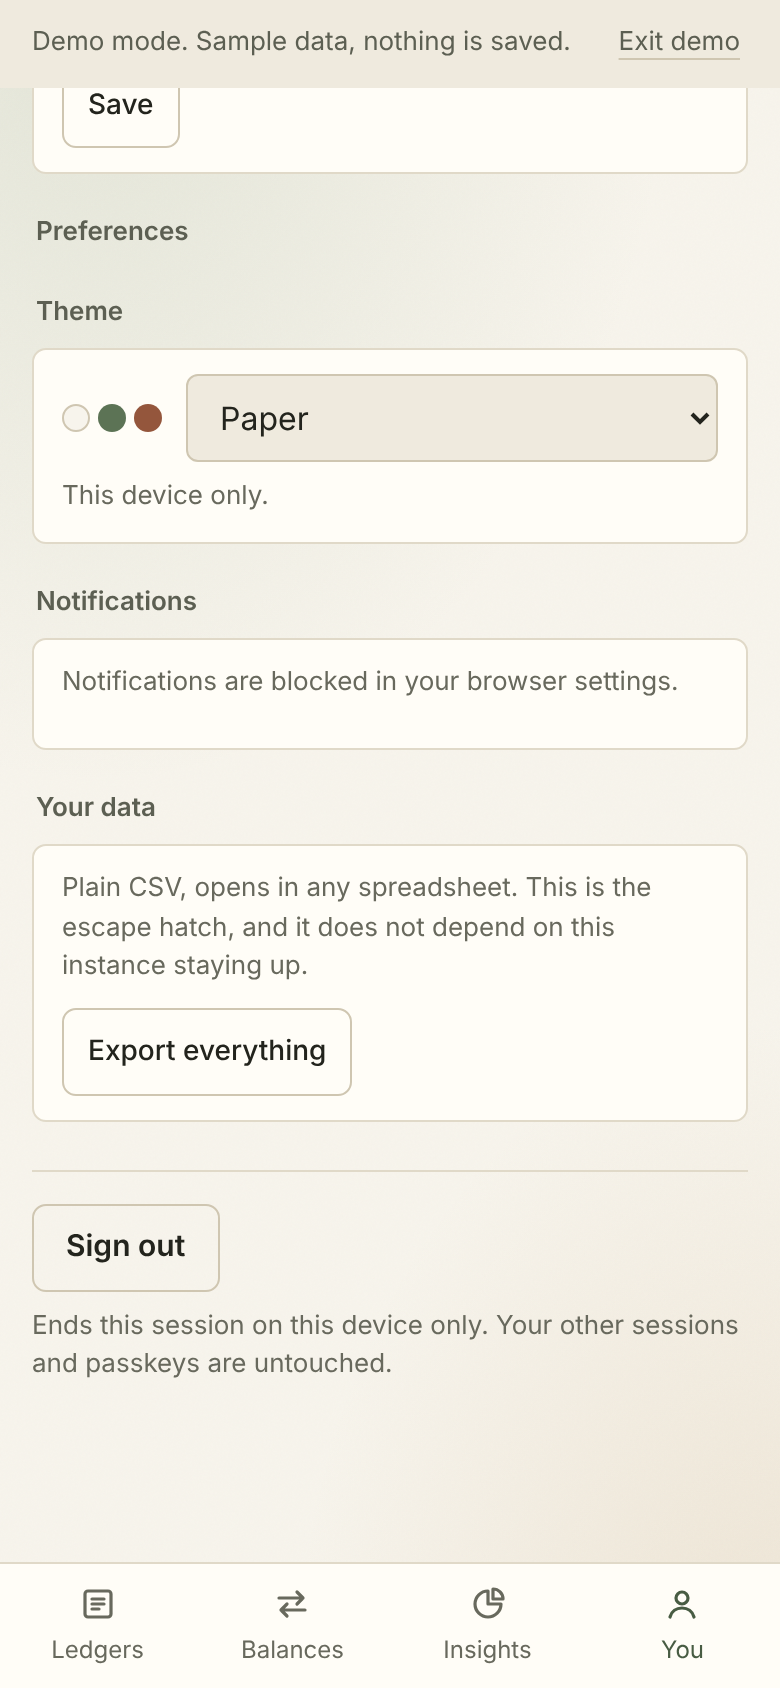 Demo mode. Sample data, nothing is saved. Exit demo
Save
Preferences
Theme
Paper
This device only.
Notifications
Notifications are blocked in your browser settings.
Your data
Plain CSV, opens in any spreadsheet. This is the
escape hatch, and it does not depend on this
instance staying up.
Export everything
Sign out
Ends this session on this device only. Your other sessions
and passkeys are untouched.
Ledgers Balances Insights You